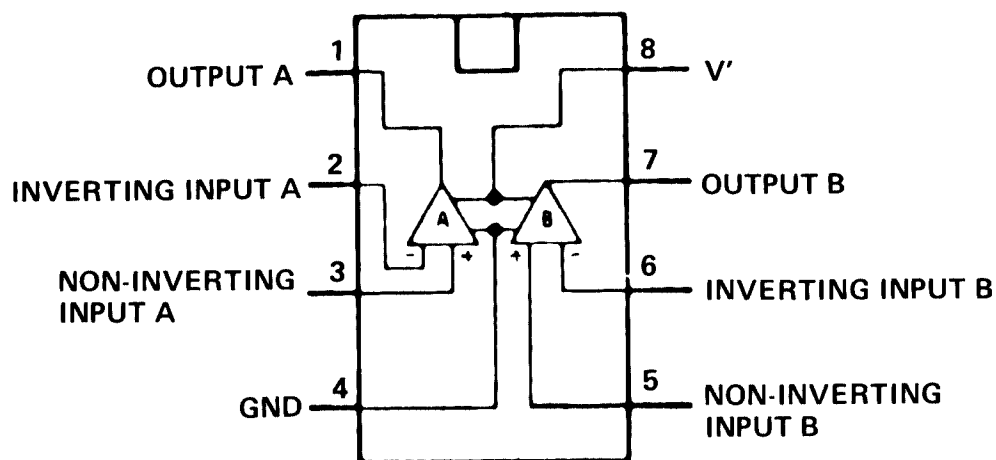 1
OUTPUT A
2
INVERTING INPUT A
3
NON-INVERTING
INPUT A
4
GND
8
V'
7
OUTPUT B
6
INVERTING INPUT B
5
NON-INVERTING
INPUT B
A
B
- + + -